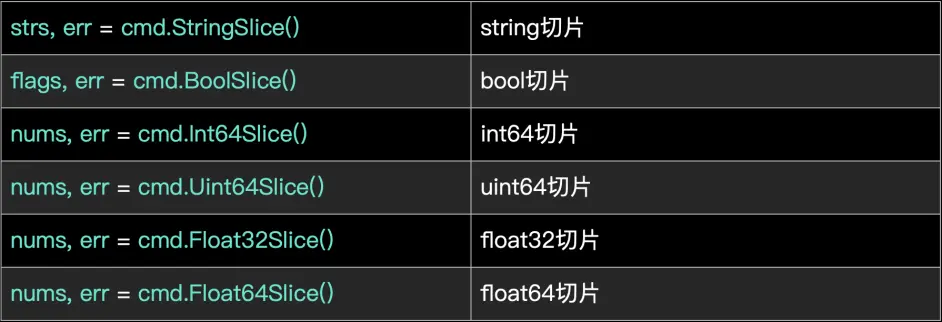 strs, err = cmd.StringSlice() string切片
flags, err = cmd.BoolSlice() bool切片
nums, err = cmd.Int64Slice() int64切片
nums, err = cmd.Uint64Slice() uint64切片
nums, err = cmd.Float32Slice() float32切片
nums, err = cmd.Float64Slice() float64切片